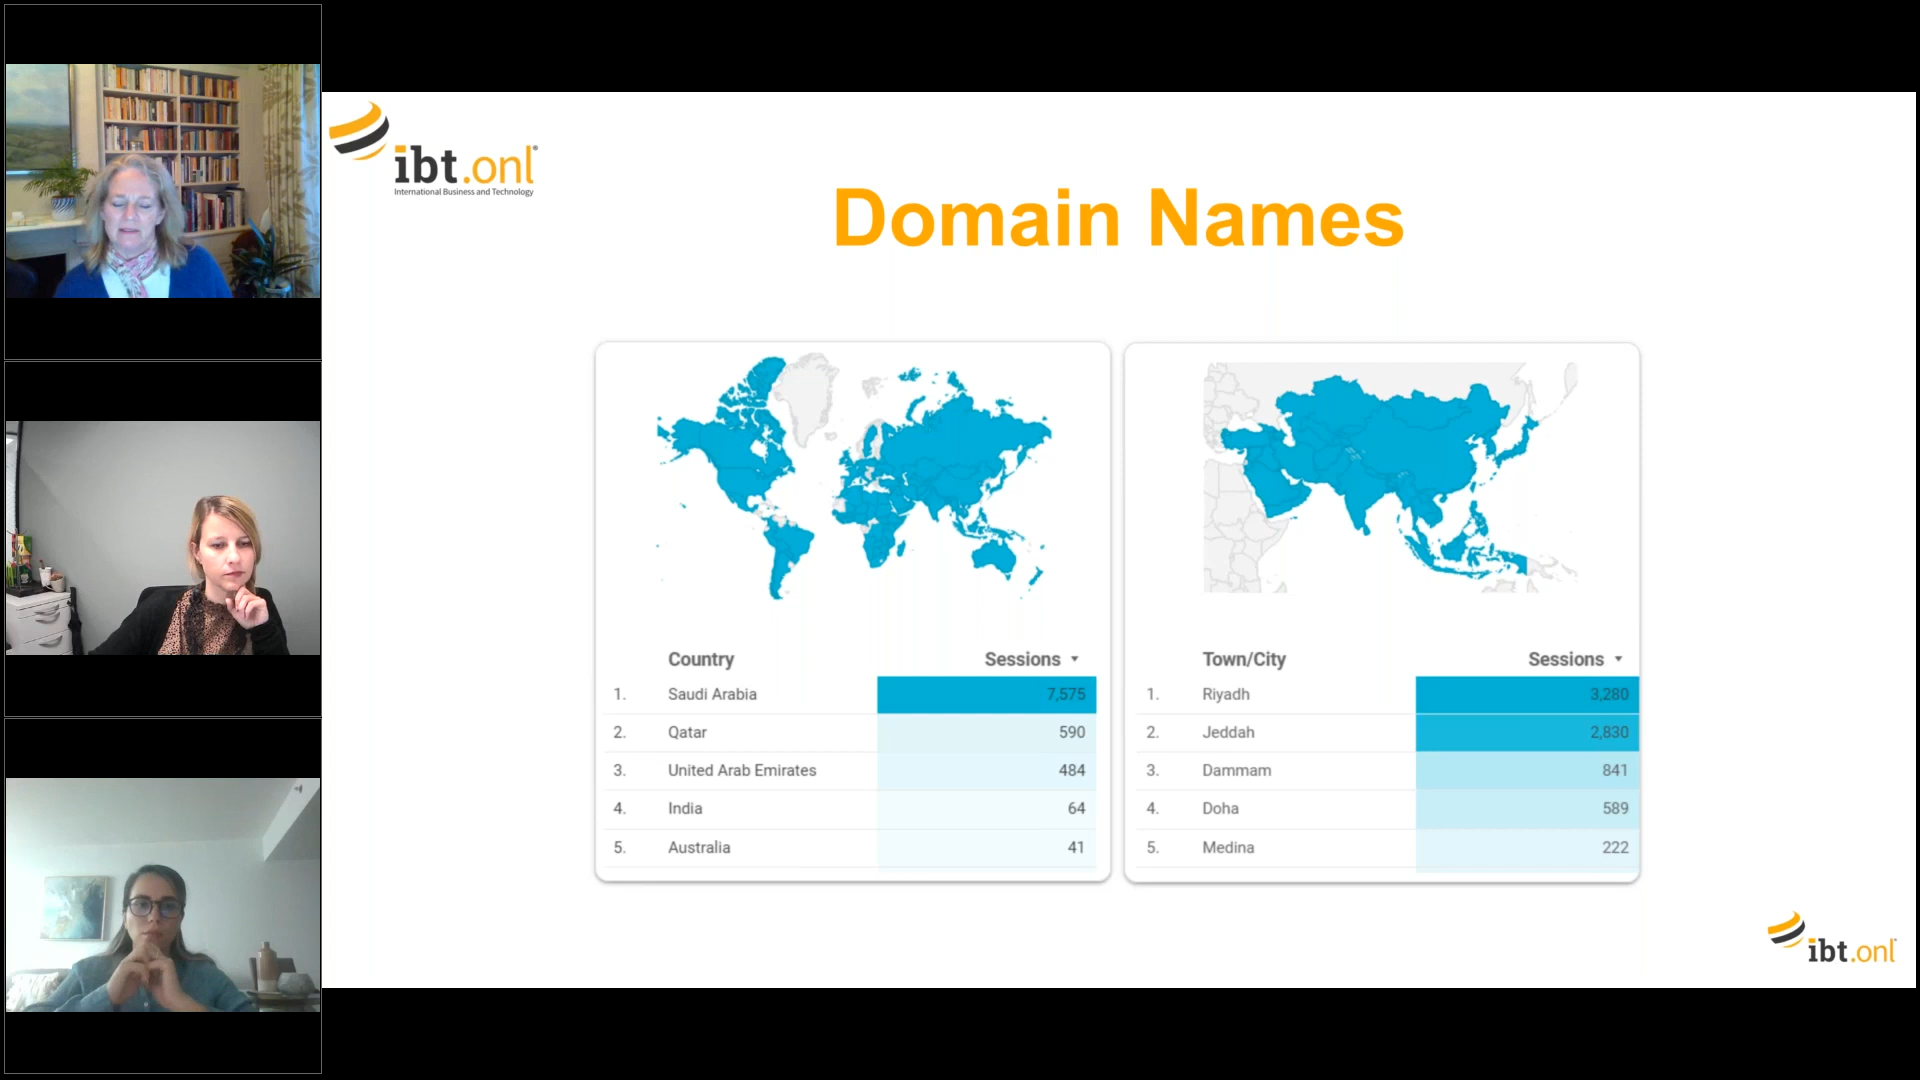 ibt.onl®
International Business and Technology
Domain Names
Country Sessions
1. Saudi Arabia 7,575
2. Qatar 590
3. United Arab Emirates 484
4. India 64
5. Australia 41
Town/City Sessions
1. Riyadh 3,280
2. Jeddah 2,830
3. Dammam 841
4. Doha 589
5. Medina 222
ibt.onl